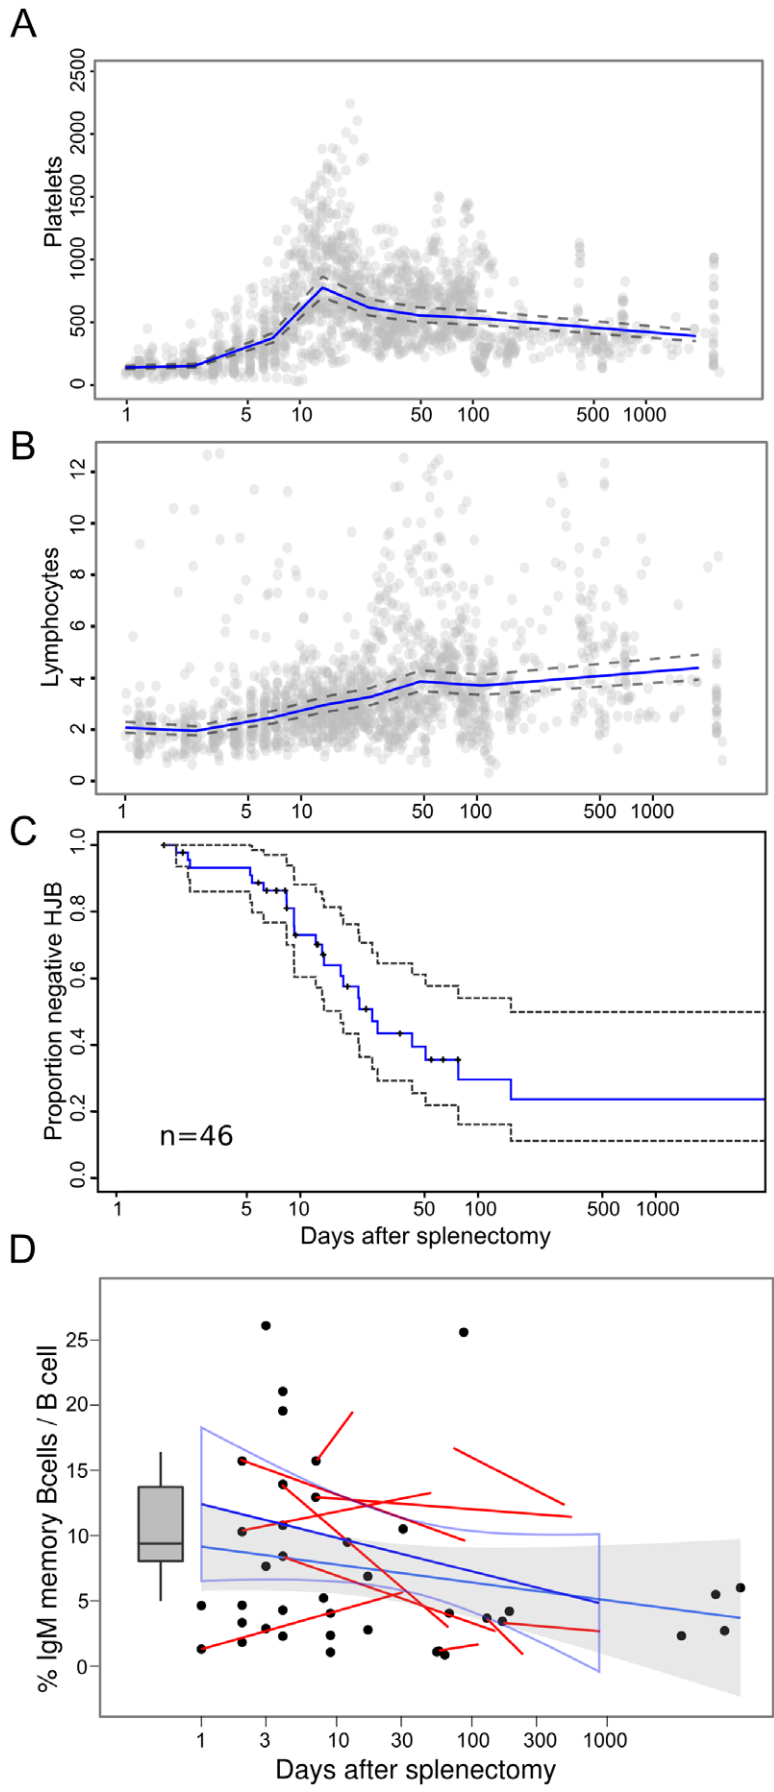 A
Platelets
2500
2000
1500
1000
500
0
1 5 10 50 100 500 1000
B
Lymphocytes
12
10
8
6
4
2
0
1 5 10 50 100 500 1000
C
Proportion negative HJB
1.0
0.8
0.6
0.4
0.2
0.0
n=46
1 5 10 50 100 500 1000
Days after splenectomy
D
% IgM memory Bcells / B cell
25
20
15
10
5
0
1 3 10 30 100 300 1000
Days after splenectomy